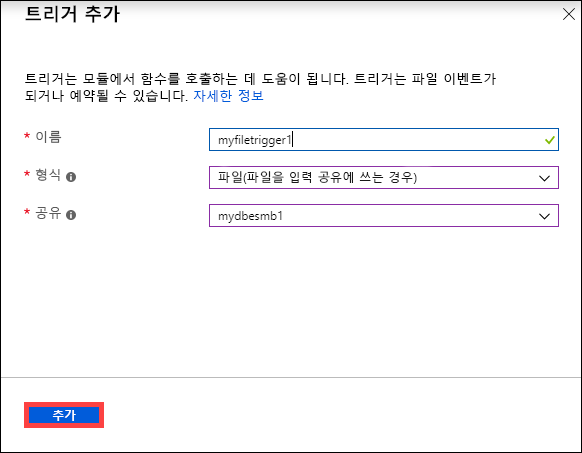 트리거 추가
트리거는 모듈에서 함수를 호출하는 데 도움이 됩니다. 트리거는 파일 이벤트가
되거나 예약될 수 있습니다. 자세한 정보
* 이름
myfiletrigger1
* 형식
파일(파일을 입력 공유에 쓰는 경우)
* 공유
mydbesmb1
추가